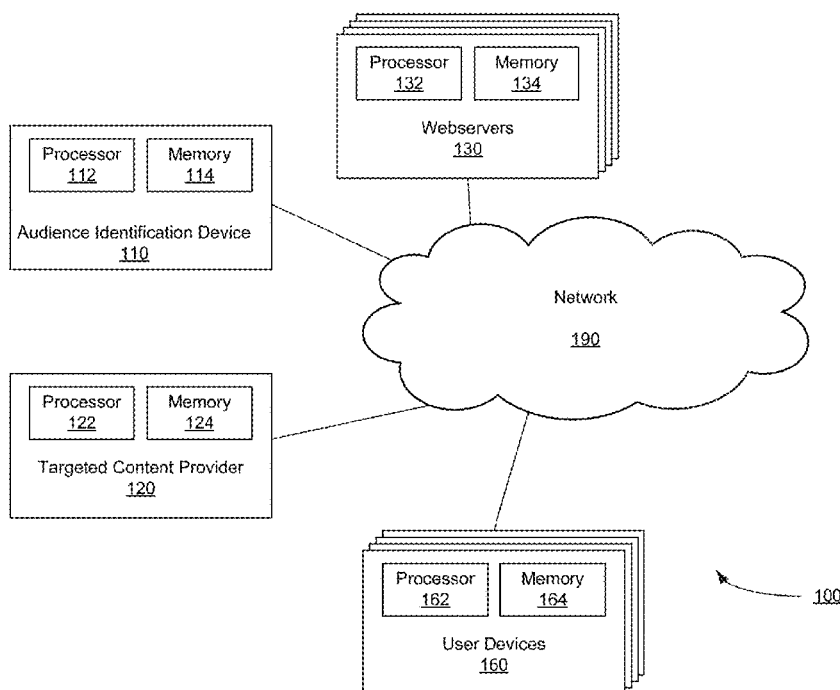 Processor
132
Memory
134
Webservers
130
Processor
112
Memory
114
Audience Identification Device
110
Network
190
Processor
122
Memory
124
Targeted Content Provider
120
Processor
162
Memory
164
User Devices
160
100